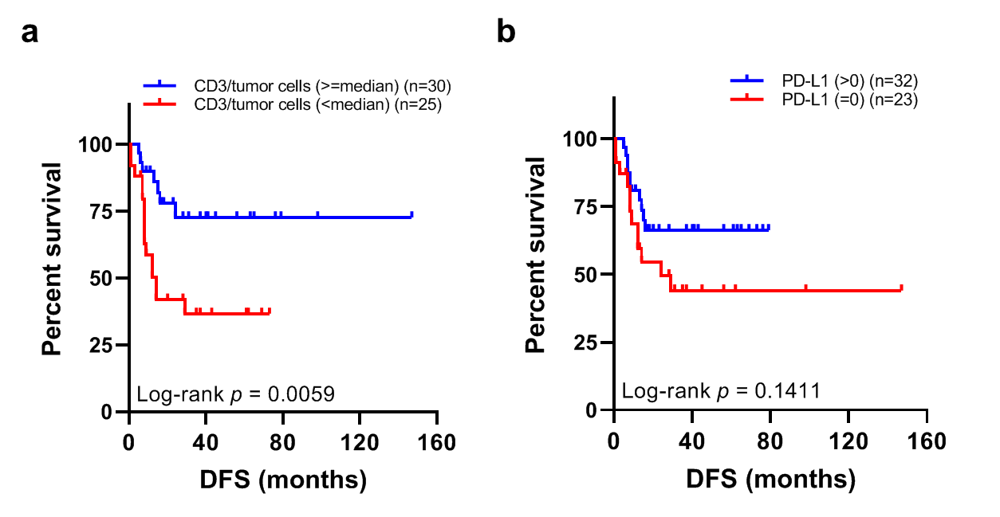 a
CD3/tumor cells (>=median) (n=30)
CD3/tumor cells (<median) (n=25)
Percent survival
100
75
50
25
0
Log-rank p = 0.0059
0 40 80 120 160
DFS (months)
b
PD-L1 (>0) (n=32)
PD-L1 (=0) (n=23)
Percent survival
100
75
50
25
0
Log-rank p = 0.1411
0 40 80 120 160
DFS (months)